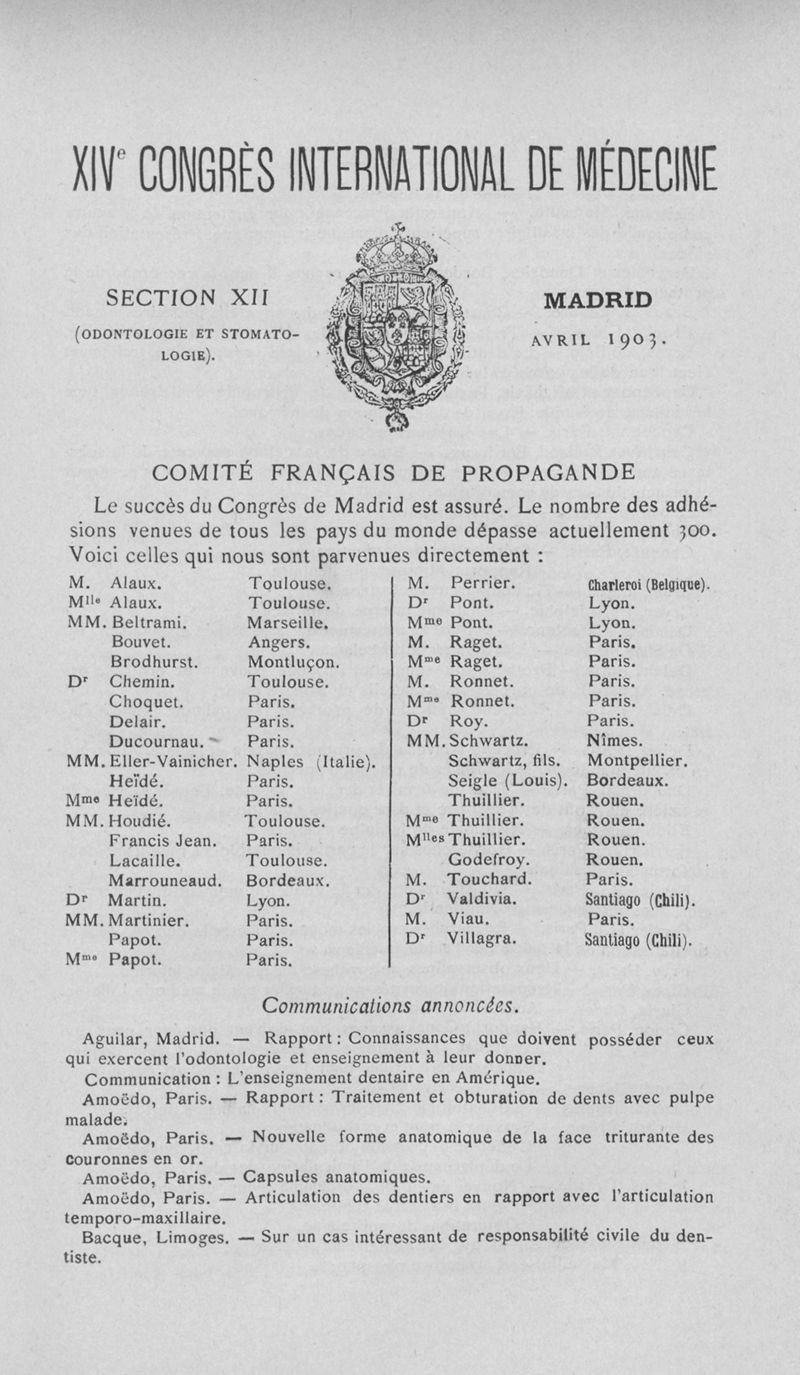 XIVe CONGRÈS INTERNATIONAL DE MÉDECINE
SECTION XII
(ODONTOLOGIE ET STOMATO-
LOGIE).
MADRID
AVRIL 1903.
COMITÉ FRANÇAIS DE PROPAGANDE
Le succès du Congrès de Madrid est assuré. Le nombre des adhé-
sions venues de tous les pays du monde dépasse actuellement 300.
Voici celles qui nous sont parvenues directement :
M. Alaux. Toulouse.
Mlle Alaux. Toulouse.
MM. Beltrami. Marseille.
Bouvet. Angers.
Brodhurst. Montluçon.
Dr Chemin. Toulouse.
Choquet. Paris.
Delair. Paris.
Ducournau. Paris.
MM. Eller-Vainicher. Naples (Italie).
Heïdé. Paris.
Mme Heïdé. Paris.
MM. Houdié. Toulouse.
Francis Jean. Paris.
Lacaille. Toulouse.
Marrouneaud. Bordeaux.
Dr Martin. Lyon.
MM. Martinier. Paris.
Papot. Paris.
Mme Papot. Paris.
M. Perrier. Charleroi (Belgique).
Dr Pont. Lyon.
Mme Pont. Lyon.
M. Raget. Paris.
Mme Raget. Paris.
M. Ronnet. Paris.
Mme Ronnet. Paris.
Dr Roy. Paris.
MM. Schwartz. Nîmes.
Schwartz, fils. Montpellier.
Seigle (Louis). Bordeaux.
Thuillier. Rouen.
Mme Thuillier. Rouen.
Mlles Thuillier. Rouen.
Godefroy. Rouen.
M. Touchard. Paris.
Dr Valdivia. Santiago (Chili).
M. Viau. Paris.
Dr Villagra. Santiago (Chili).
Communications annoncées.
Aguilar, Madrid. — Rapport : Connaissances que doivent posséder ceux
qui exercent l'odontologie et enseignement à leur donner.
Communication : L'enseignement dentaire en Amérique.
Amoëdo, Paris. — Rapport : Traitement et obturation de dents avec pulpe
malade.
Amoëdo, Paris. — Nouvelle forme anatomique de la face triturante des
couronnes en or.
Amoëdo, Paris. — Capsules anatomiques.
Amoëdo, Paris. — Articulation des dentiers en rapport avec l'articulation
temporo-maxillaire.
Bacque, Limoges. — Sur un cas intéressant de responsabilité civile du den-
tiste.